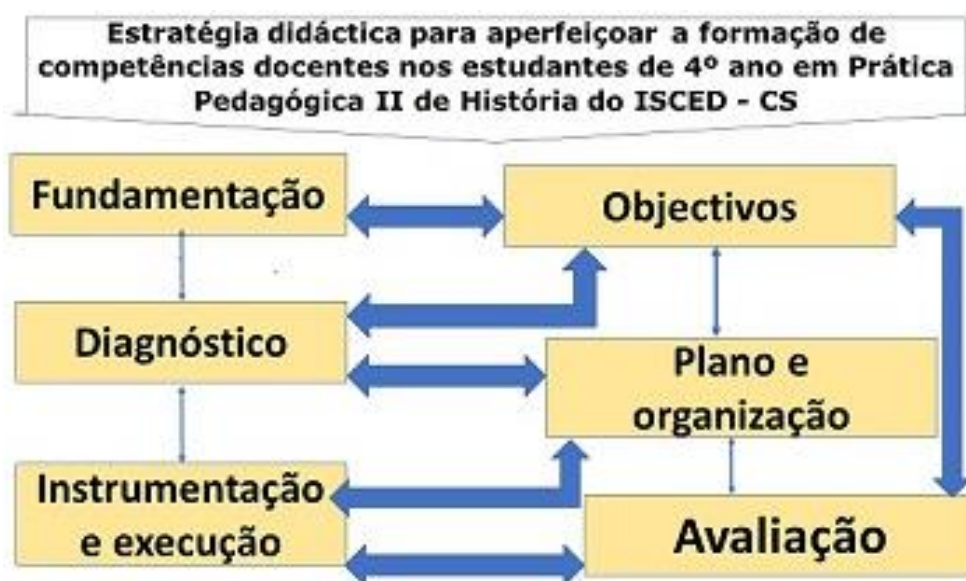 Estratégia didáctica para aperfeiçoar a formação de
competências docentes nos estudantes de 4º ano em Prática
Pedagógica II de História do ISCED - CS
Fundamentação
Objectivos
Diagnóstico
Plano e
organização
Instrumentação
e execução
Avaliação